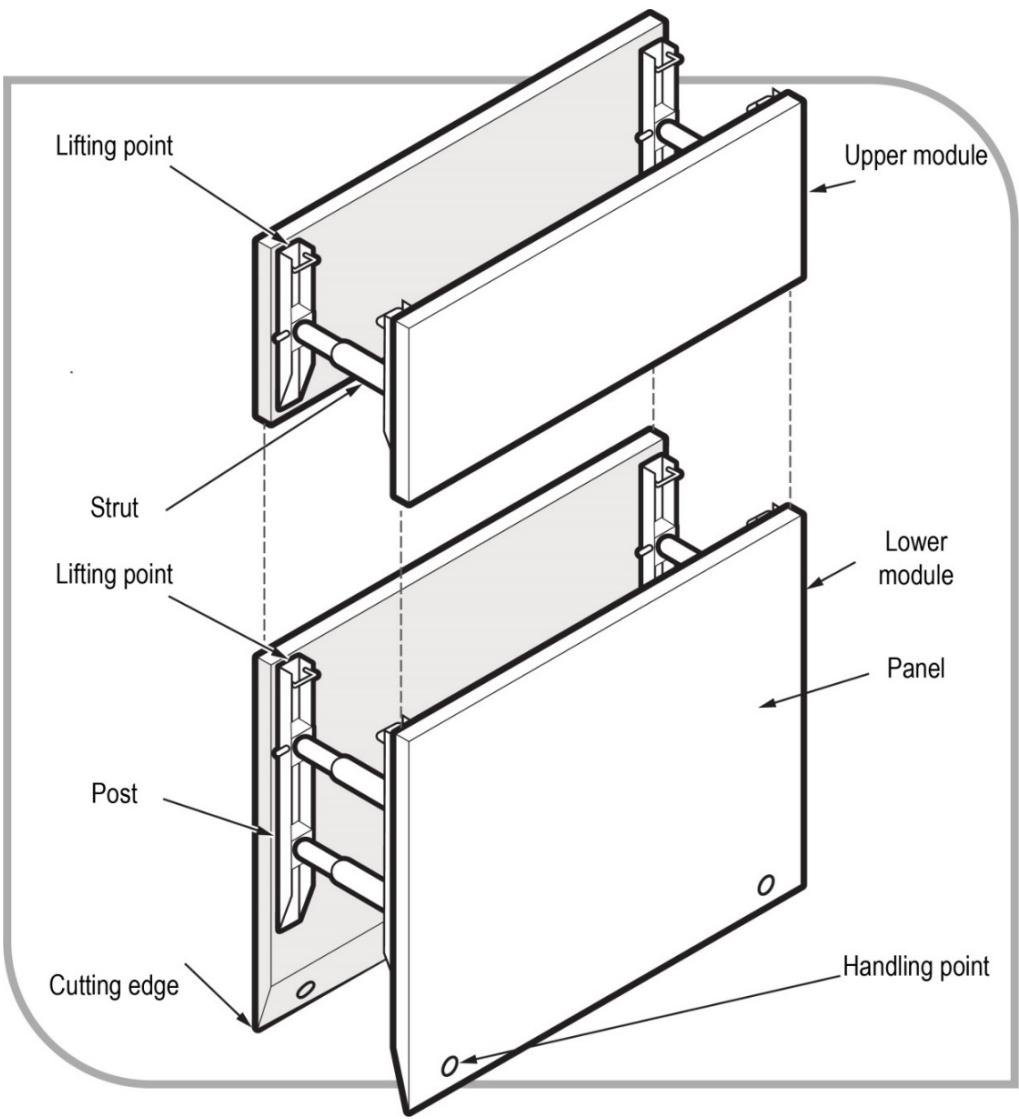 Lifting point
Upper module
Strut
Lifting point
Lower
module
Panel
Post
Handling point
Cutting edge